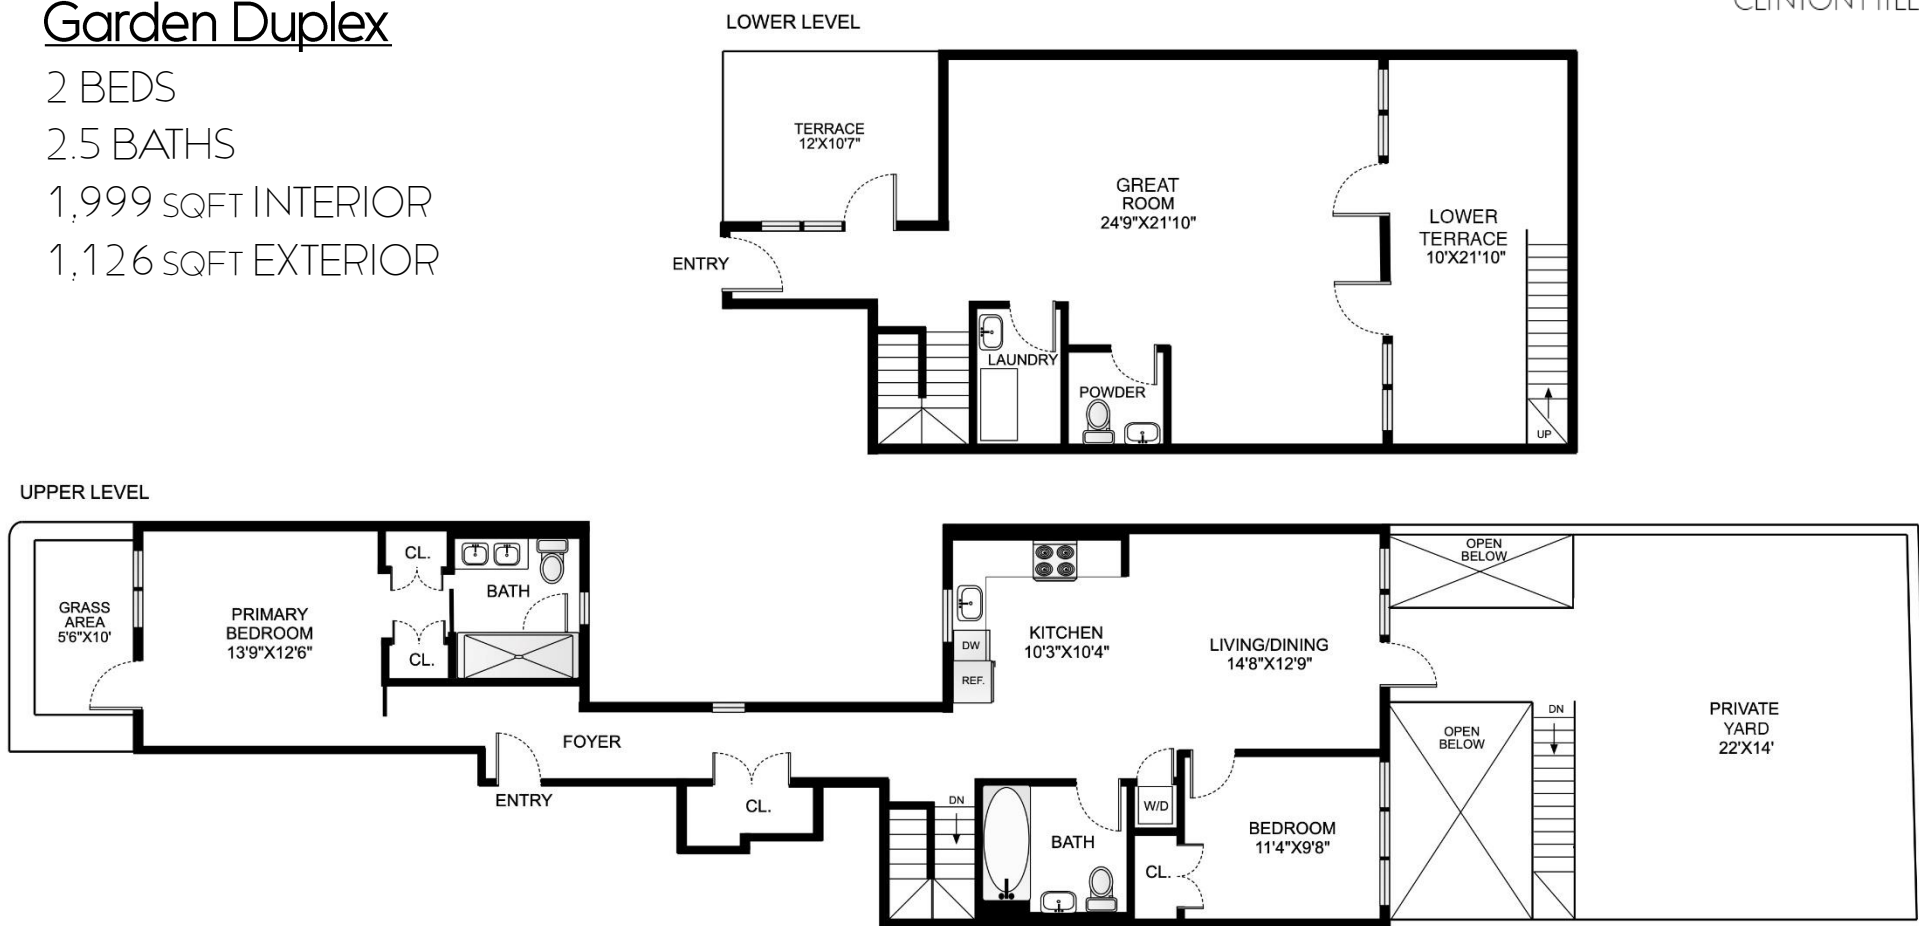 Garden Duplex
2 BEDS
2.5 BATHS
1,999 SQFT INTERIOR
1,126 SQFT EXTERIOR
CLINTON HILL
LOWER LEVEL
TERRACE
12'X10'7"
ENTRY
GREAT
ROOM
24'9"X21'10"
LOWER
TERRACE
10'X21'10"
LAUNDRY
POWDER
UP
UPPER LEVEL
GRASS
AREA
5'6"X10'
PRIMARY
BEDROOM
13'9"X12'6"
CL.
CL.
BATH
FOYER
ENTRY
CL.
KITCHEN
10'3"X10'4"
DW
REF.
LIVING/DINING
14'8"X12'9"
DN
BATH
W/D
CL.
BEDROOM
11'4"X9'8"
OPEN
BELOW
OPEN
BELOW
DN
PRIVATE
YARD
22'X14'